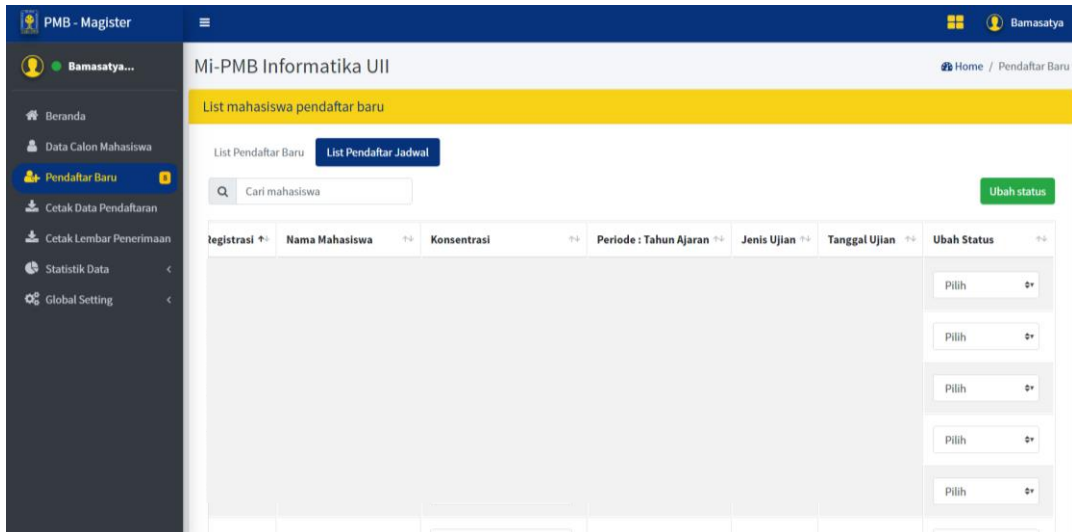 PMB - Magister
Bamasatya
Bamasatya...
Mi-PMB Informatika UII
Home / Pendaftar Baru
List mahasiswa pendaftar baru
Beranda
Data Calon Mahasiswa
Pendaftar Baru
Cetak Data Pendaftaran
Cetak Lembar Penerimaan
Statistik Data
Global Setting
List Pendaftar Baru
List Pendaftar Jadwal
Cari mahasiswa
Ubah status
Nama Mahasiswa
Konsentrasi
Periode : Tahun Ajaran
Jenis Ujian
Tanggal Ujian
Ubah Status
Pilih
Pilih
Pilih
Pilih
Pilih